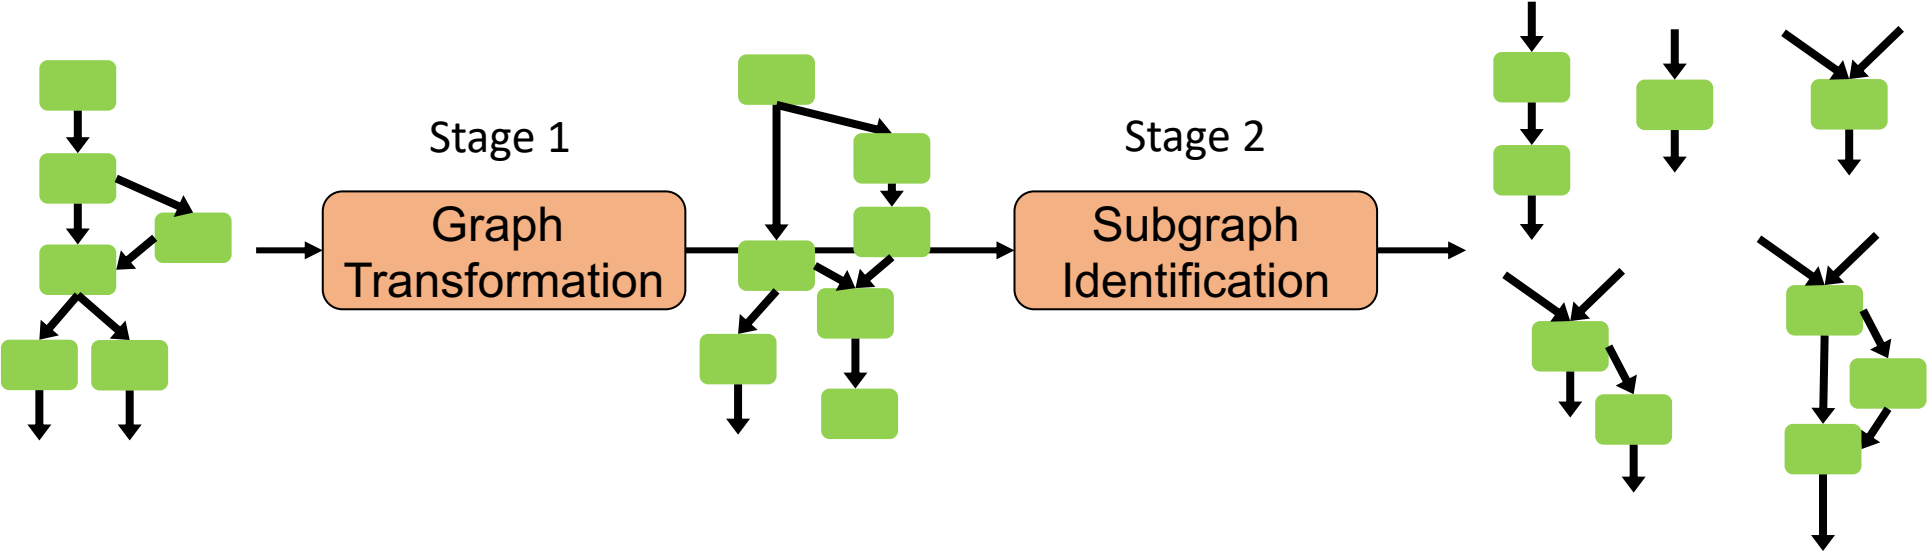 Stage 1
Graph
Transformation
Stage 2
Subgraph
Identification